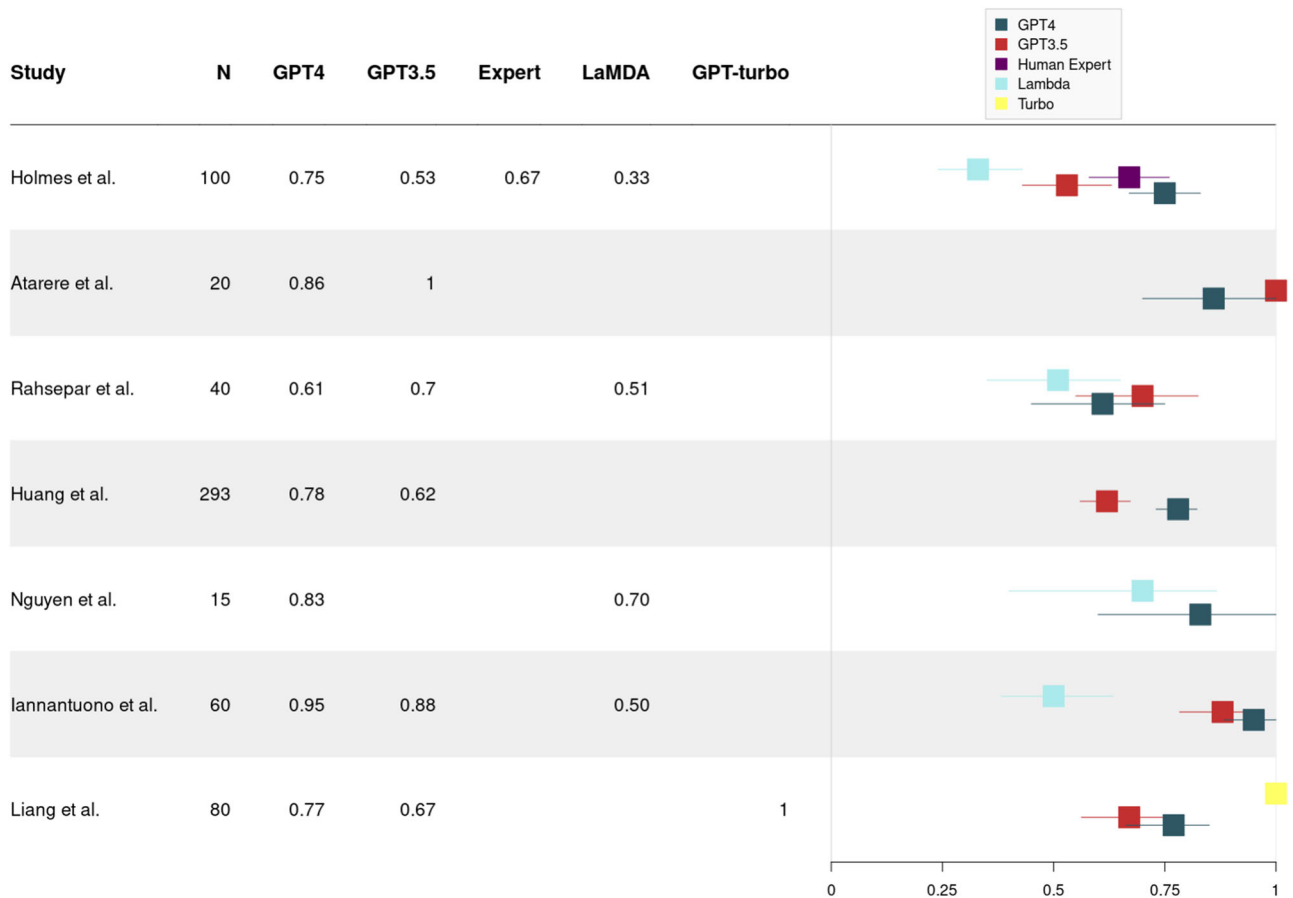 GPT4
GPT3.5
Human Expert
Lambda
Turbo
Study N GPT4 GPT3.5 Expert LaMDA GPT-turbo
Holmes et al. 100 0.75 0.53 0.67 0.33
Atarere et al. 20 0.86 1
Rahsepar et al. 40 0.61 0.7 0.51
Huang et al. 293 0.78 0.62
Nguyen et al. 15 0.83 0.70
Iannantuono et al. 60 0.95 0.88 0.50
Liang et al. 80 0.77 0.67 1
0 0.25 0.5 0.75 1